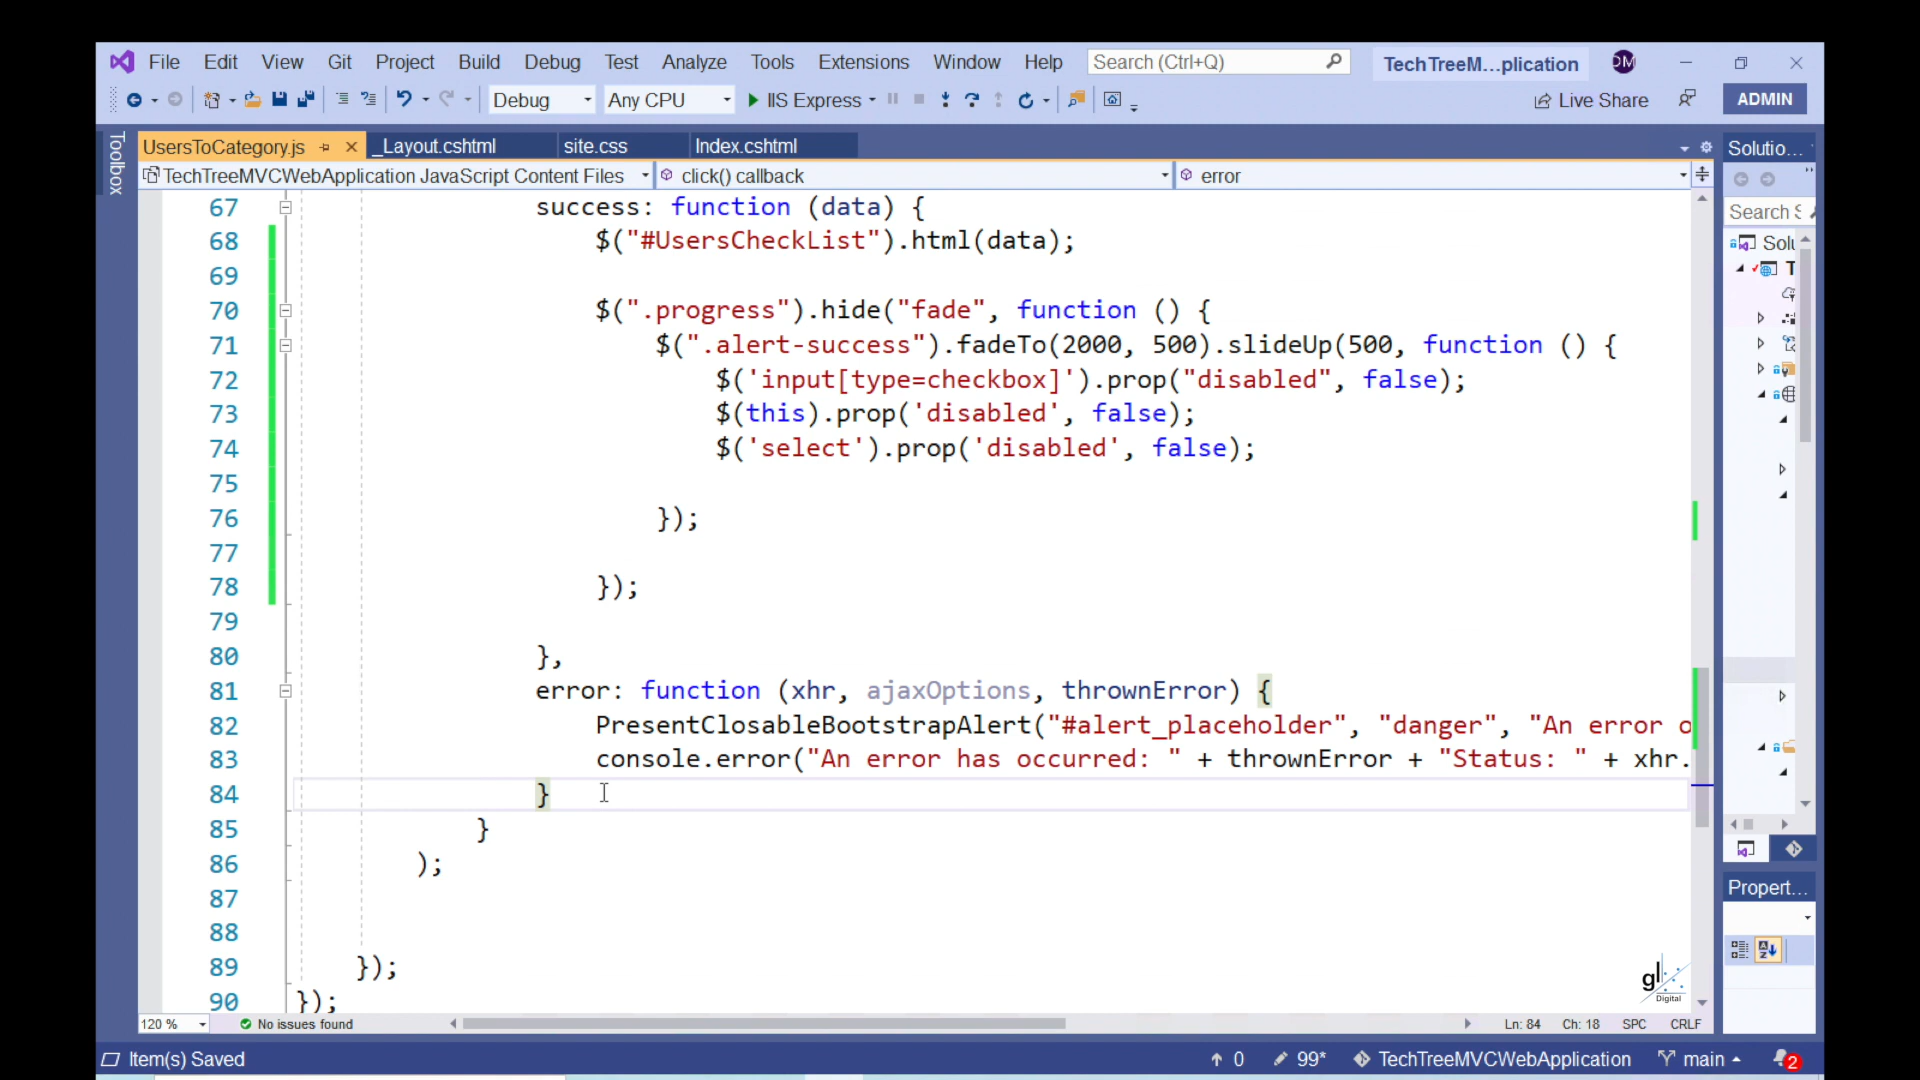 File Edit View Git Project Build Debug Test Analyze Tools Extensions Window Help Search (Ctrl+Q) TechTreeM...plication DM
Debug Any CPU IIS Express Live Share ADMIN
Toolbox
UsersToCategory.js _Layout.cshtml site.css Index.cshtml
TechTreeMVCWebApplication JavaScript Content Files click() callback error
67 success: function (data) {
68 $("#UsersCheckList").html(data);
69
70 $(".progress").hide("fade", function () {
71 $(".alert-success").fadeTo(2000, 500).slideUp(500, function () {
72 $('input[type=checkbox]').prop("disabled", false);
73 $(this).prop('disabled', false);
74 $('select').prop('disabled', false);
75
76 });
77
78 });
79
80 },
81 error: function (xhr, ajaxOptions, thrownError) {
82 PresentClosableBootstrapAlert("#alert_placeholder", "danger", "An error o
83 console.error("An error has occurred: " + thrownError + "Status: " + xhr.
84 }
85 }
86 );
87
88
89 });
90 });
Solutio...
Search S
Solu
T
Propert...
gl
Digital
120 % No issues found Ln: 84 Ch: 18 SPC CRLF
Item(s) Saved 0 99* TechTreeMVCWebApplication main 2